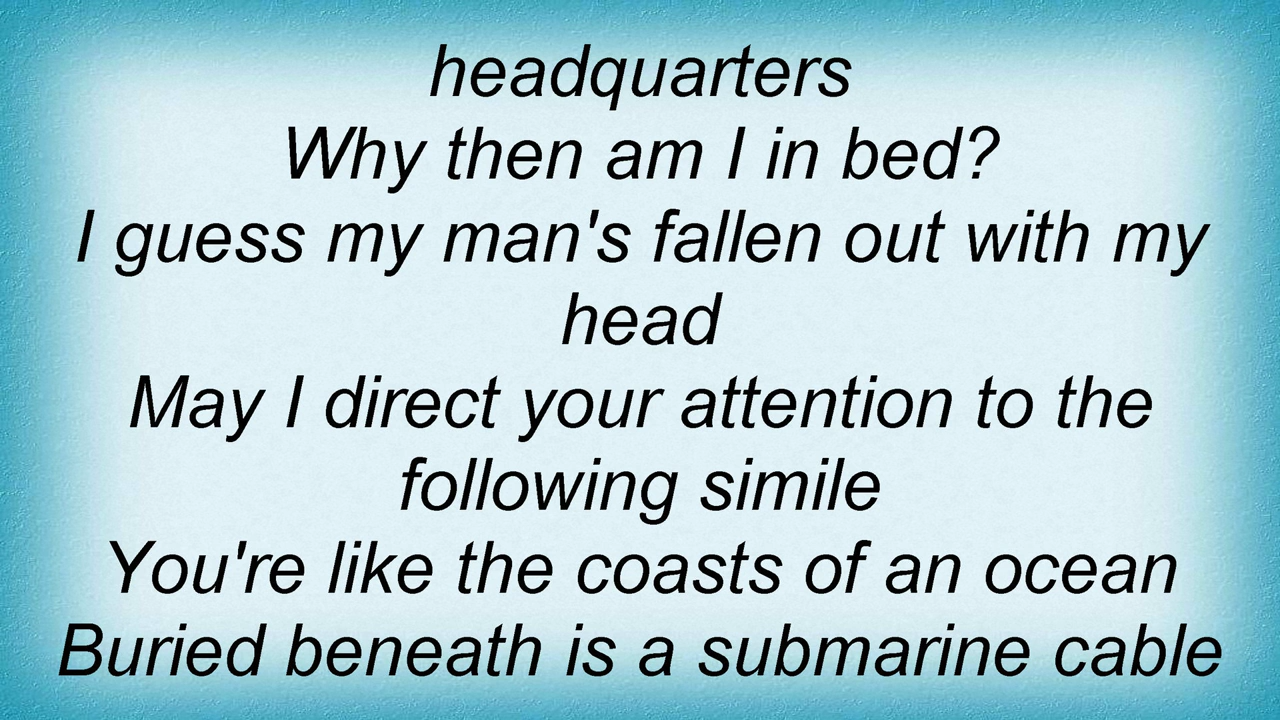 headquarters
Why then am I in bed?
I guess my man's fallen out with my
head
May I direct your attention to the
following simile
You're like the coasts of an ocean
Buried beneath is a submarine cable